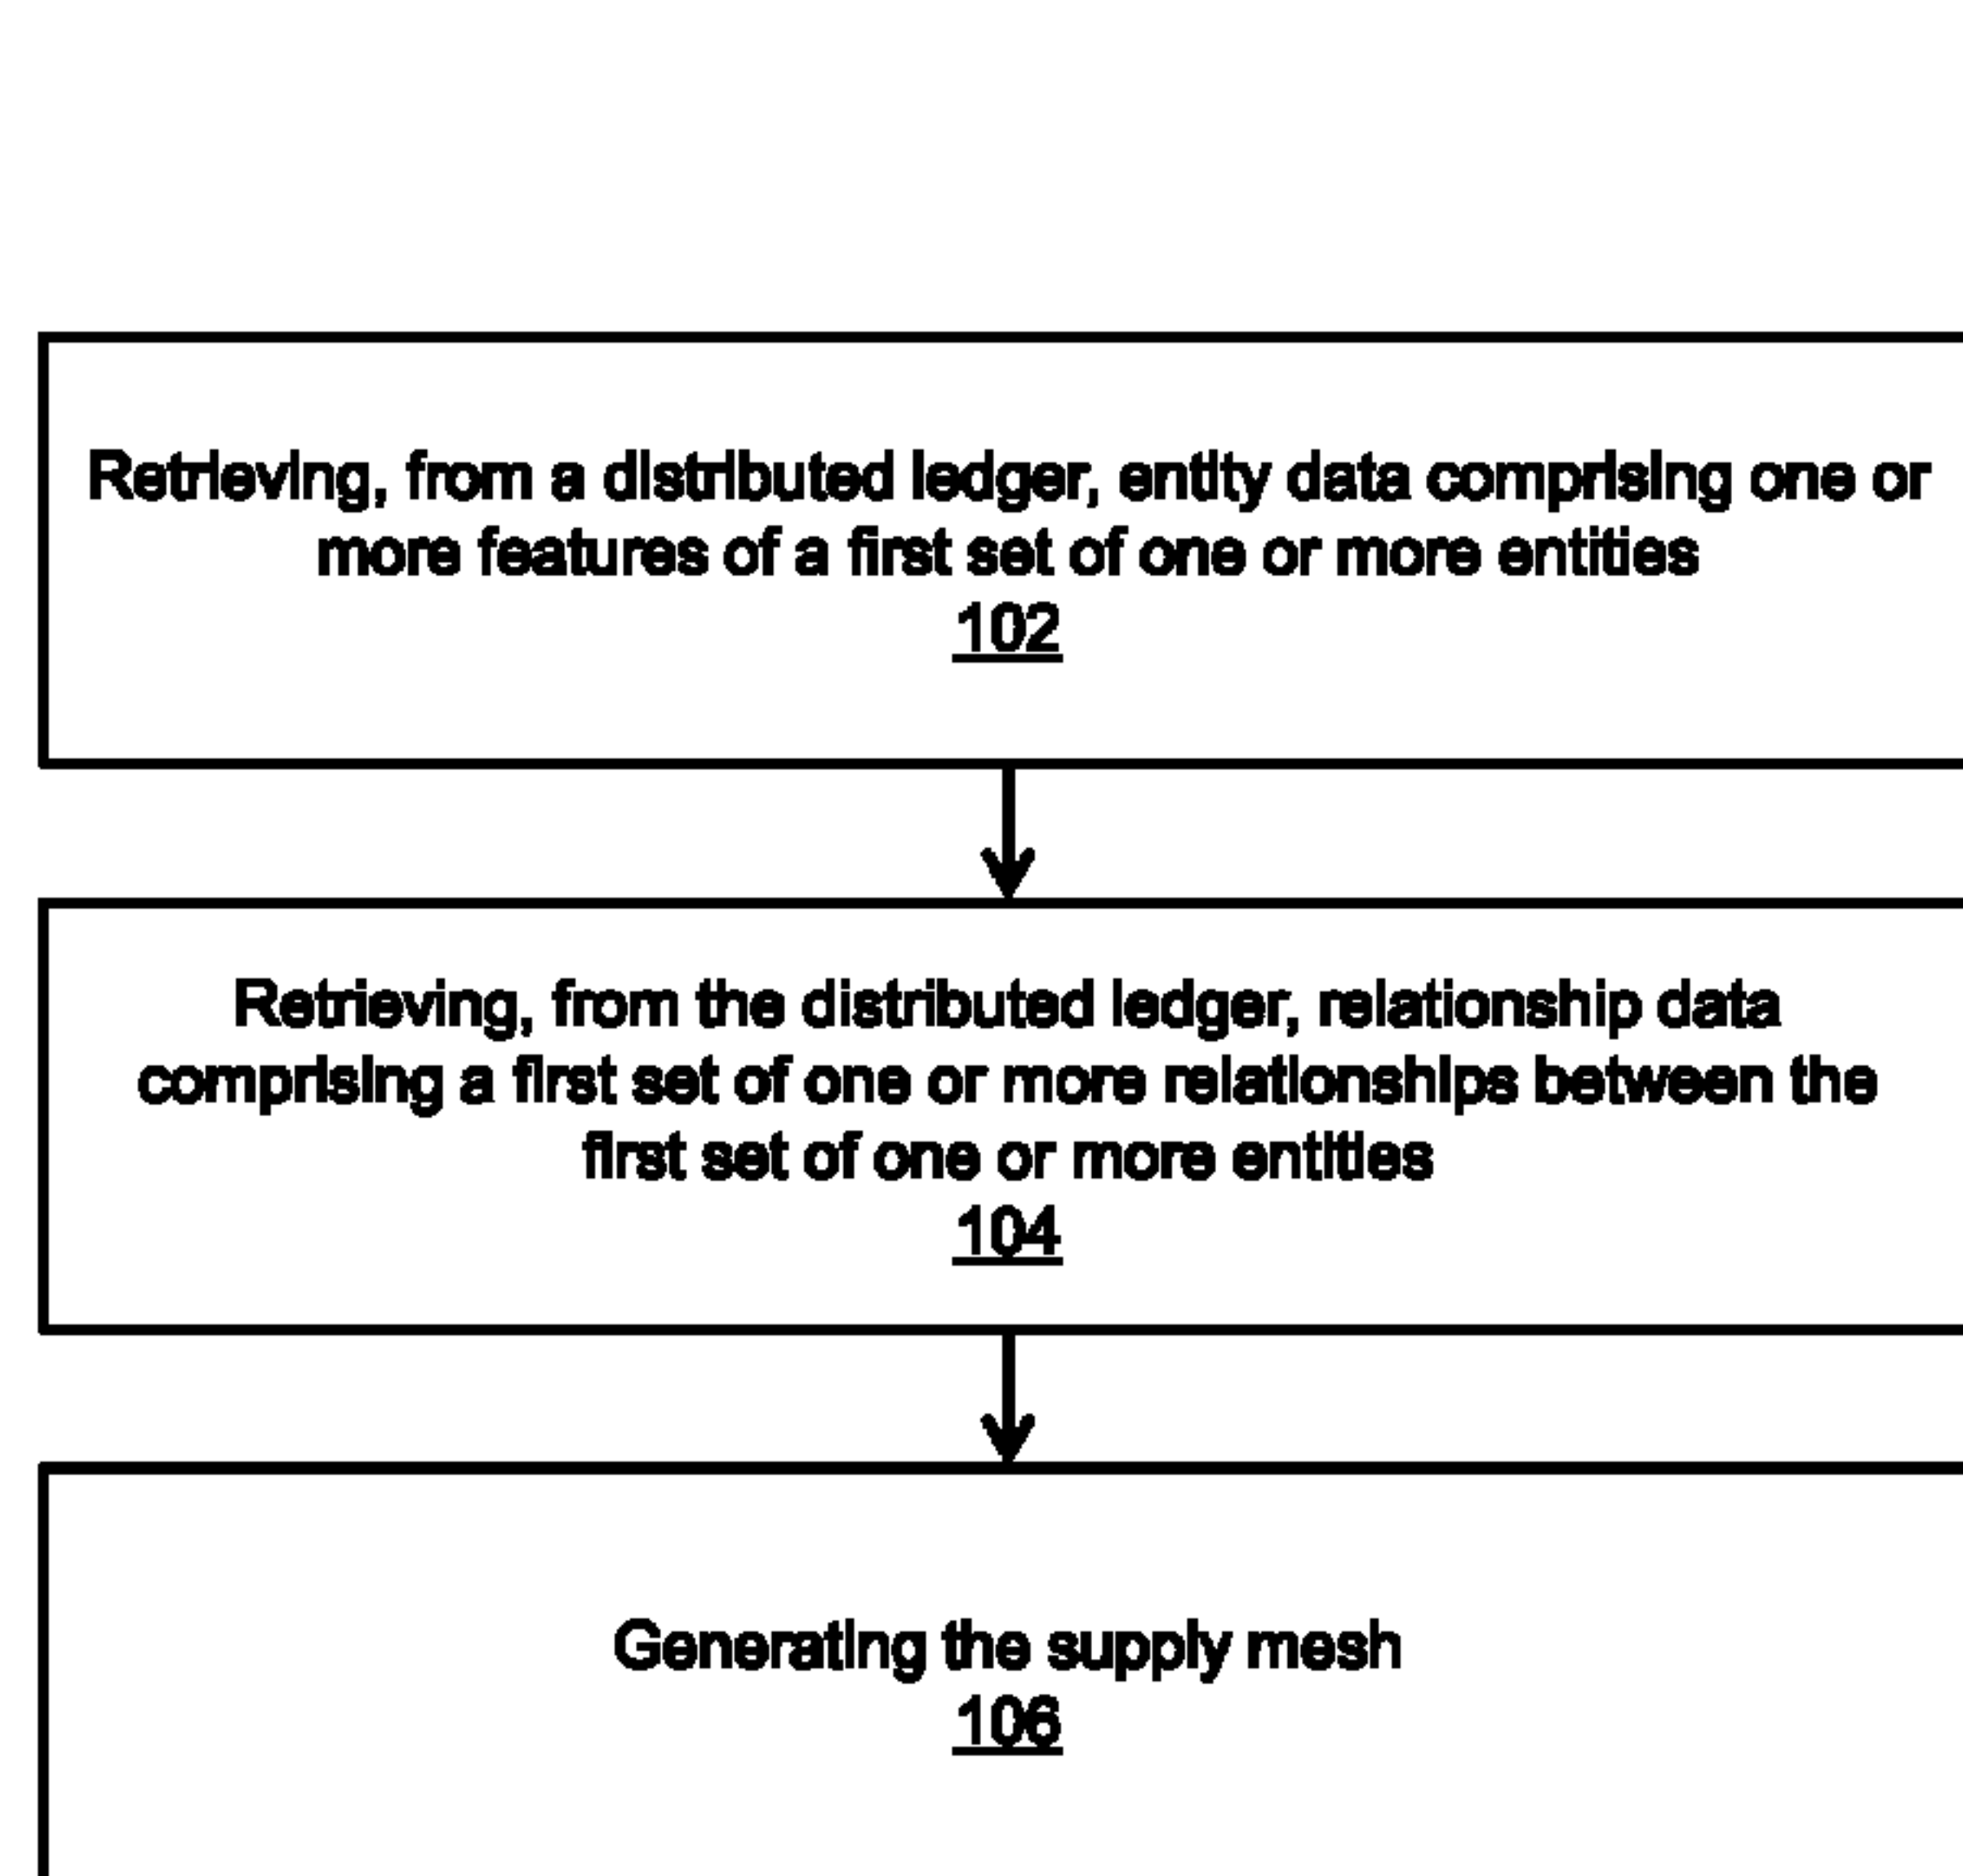 Retrieving, from a distributed ledger, entity data comprising one or
more features of a first set of one or more entities
102
Retrieving, from the distributed ledger, relationship data
comprising a first set of one or more relationships between the
first set of one or more entities
104
Generating the supply mesh
106